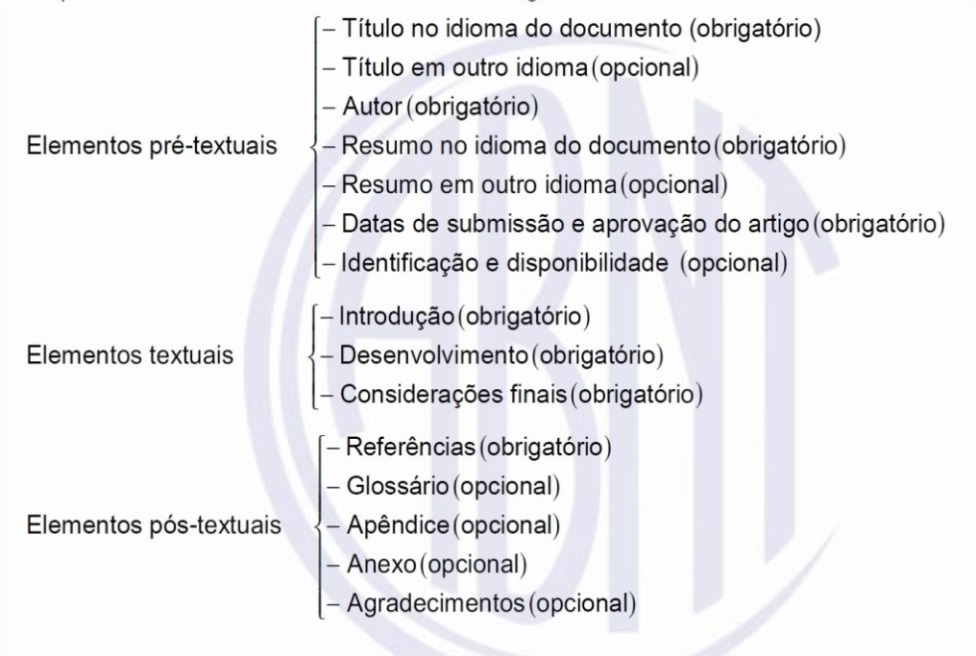 – Título no idioma do documento (obrigatório)
– Título em outro idioma (opcional)
– Autor (obrigatório)
Elementos pré-textuais – Resumo no idioma do documento (obrigatório)
– Resumo em outro idioma (opcional)
– Datas de submissão e aprovação do artigo (obrigatório)
– Identificação e disponibilidade (opcional)
– Introdução (obrigatório)
Elementos textuais – Desenvolvimento (obrigatório)
– Considerações finais (obrigatório)
– Referências (obrigatório)
– Glossário (opcional)
Elementos pós-textuais – Apêndice (opcional)
– Anexo (opcional)
– Agradecimentos (opcional)
ABNT